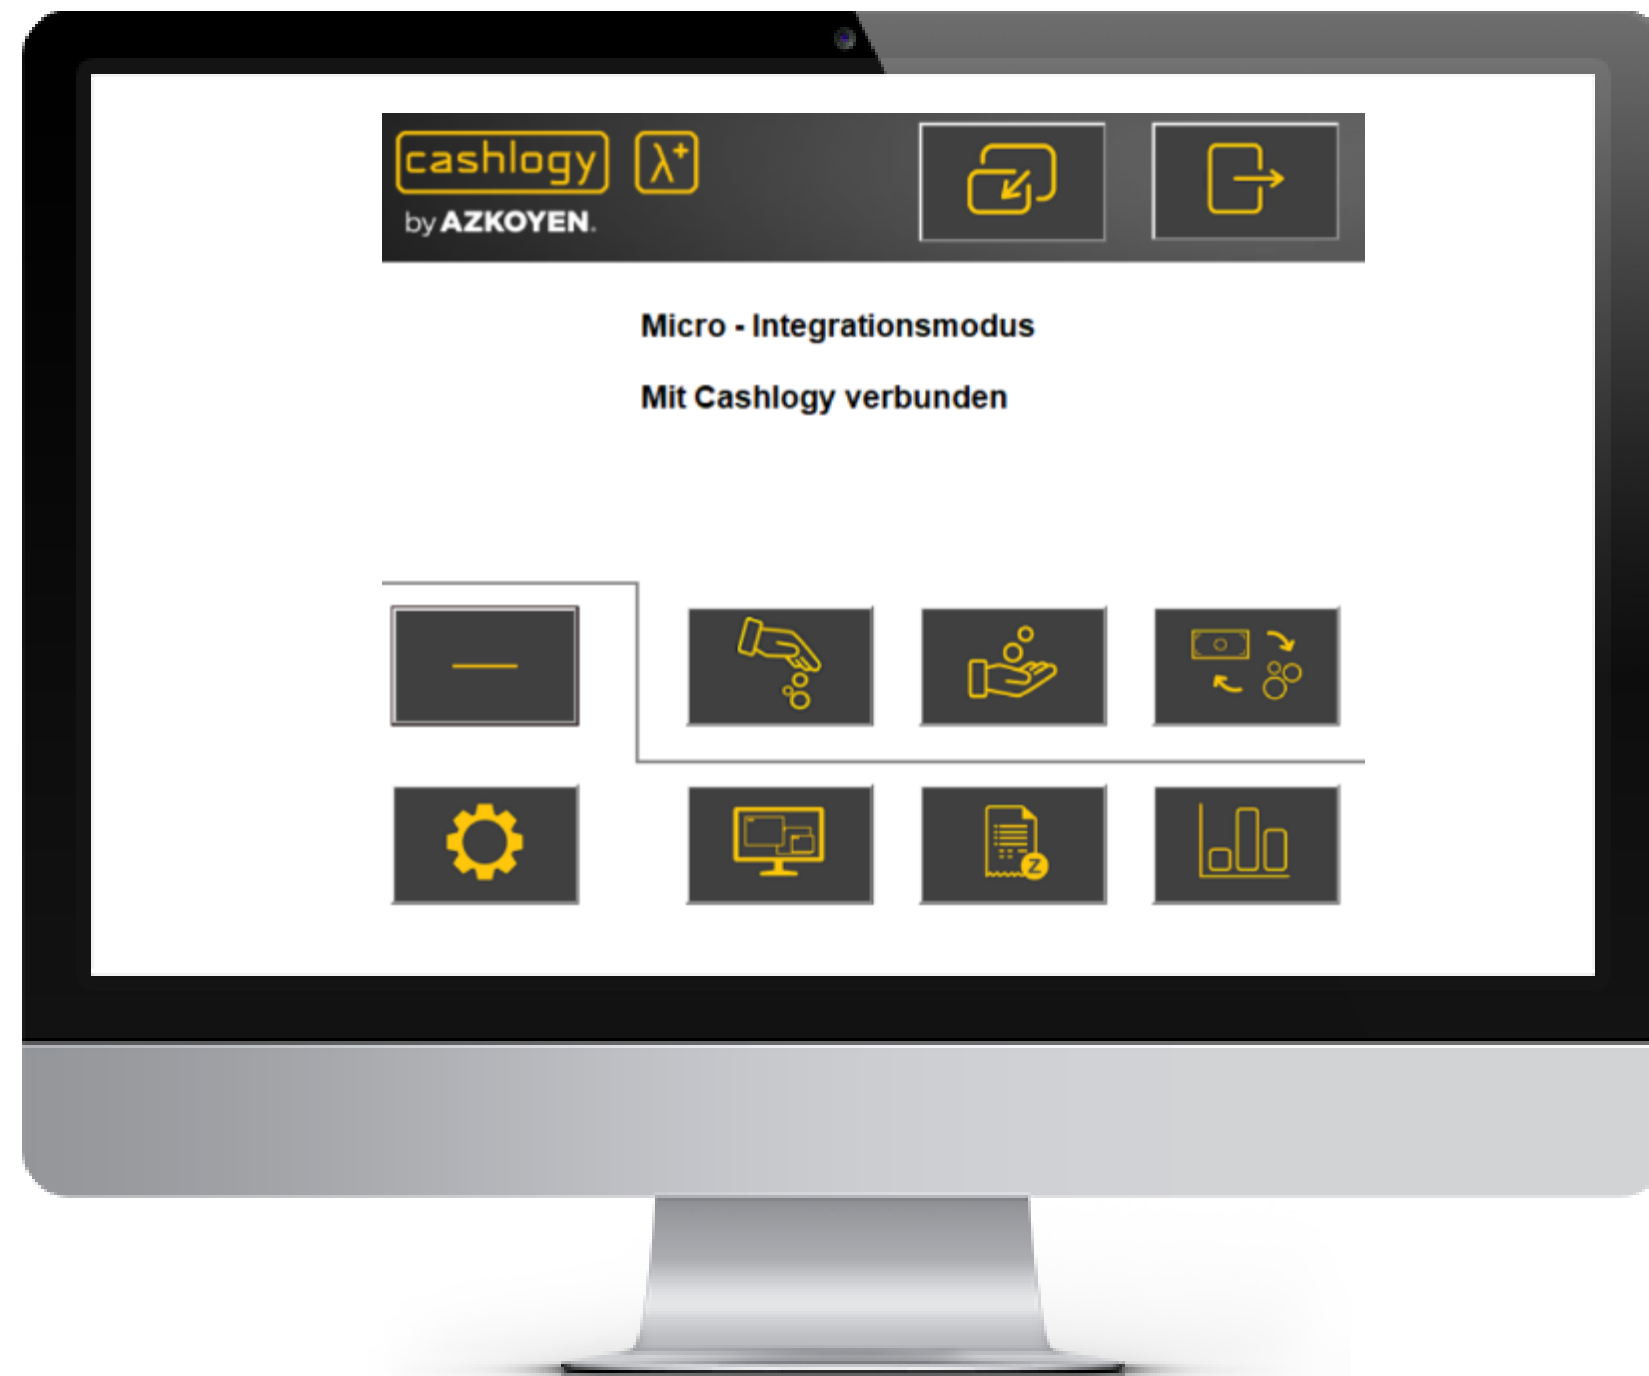 cashlogy λ+
by AZKOYEN.
Micro - Integrationsmodus
Mit Cashlogy verbunden
Z